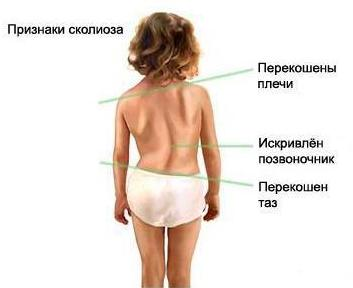 Признаки сколиоза
Перекошены
плечи
Искривлён
позвоночник
Перекошен
таз